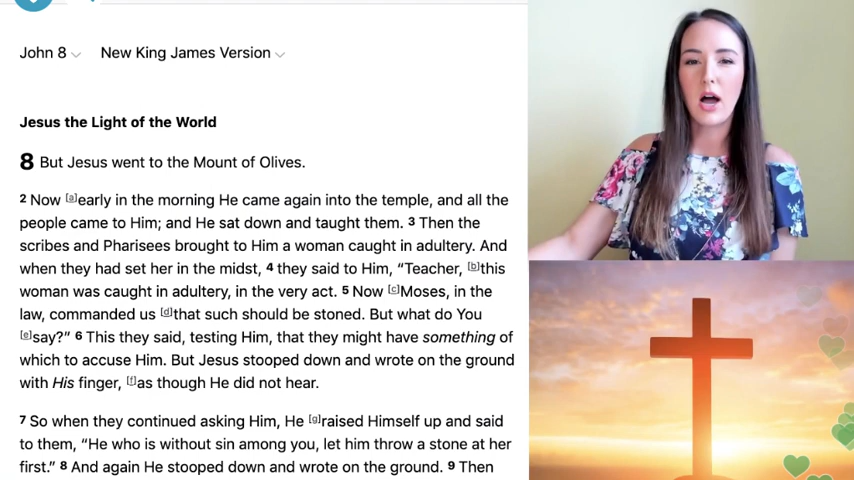 John 8 New King James Version
Jesus the Light of the World
8 But Jesus went to the Mount of Olives.
2 Now [a]early in the morning He came again into the temple, and all the
people came to Him; and He sat down and taught them. 3 Then the
scribes and Pharisees brought to Him a woman caught in adultery. And
when they had set her in the midst, 4 they said to Him, “Teacher, [b]this
woman was caught in adultery, in the very act. 5 Now [c]Moses, in the
law, commanded us [d]that such should be stoned. But what do You
[e]say?” 6 This they said, testing Him, that they might have something of
which to accuse Him. But Jesus stooped down and wrote on the ground
with His finger, [f]as though He did not hear.
7 So when they continued asking Him, He [g]raised Himself up and said
to them, “He who is without sin among you, let him throw a stone at her
first.” 8 And again He stooped down and wrote on the ground. 9 Then